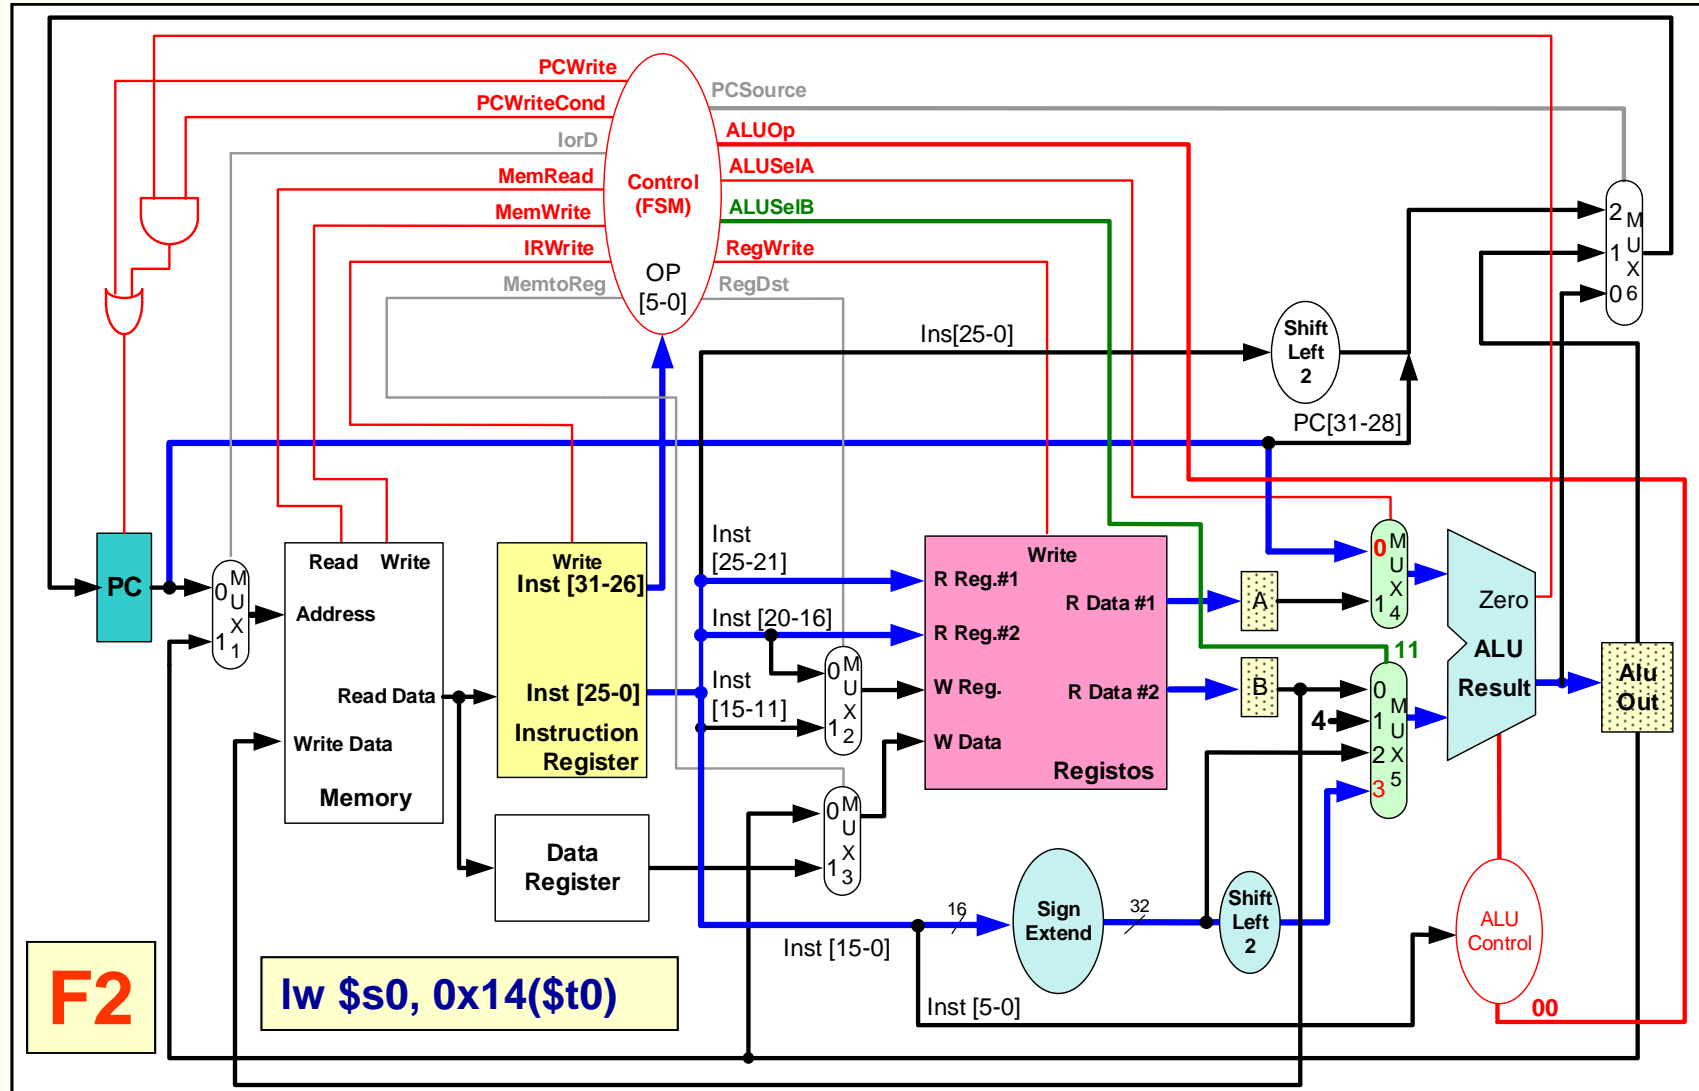 PCWrite
PCWriteCond
IorD
MemRead
MemWrite
IRWrite
MemtoReg
Control
(FSM)
OP
[5-0]
PCSource
ALUOp
ALUSelA
ALUSelB
RegWrite
RegDst
2
1
0
M
U
X
6
Ins[25-0]
Shift
Left
2
PC[31-28]
PC
0
1
M
U
X
1
Read Write
Address
Read Data
Write Data
Memory
Write
Inst [31-26]
Inst [25-0]
Instruction
Register
Data
Register
Inst
[25-21]
Inst [20-16]
Inst
[15-11]
0
1
M
U
X
2
0
1
M
U
X
3
Write
R Reg.#1
R Data #1
R Reg.#2
W Reg.
R Data #2
W Data
Registos
A
B
0
1
M
U
X
4
11
4
0
1
2
3
M
U
X
5
Zero
ALU
Result
Alu
Out
Inst [15-0]
16
Sign
Extend
32
Shift
Left
2
ALU
Control
Inst [5-0]
00
F2
lw $s0, 0x14($t0)